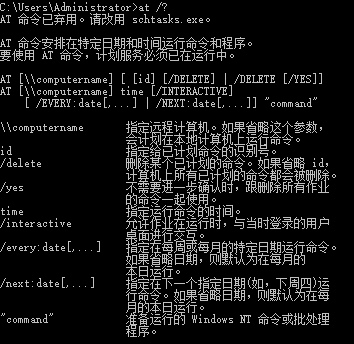 C:\Users\Administrator>at /?
AT 命令已弃用。请改用 schtasks.exe。
AT 命令安排在特定日期和时间运行命令和程序。
要使用 AT 命令，计划服务必须已在运行中。
AT [\\computername] [ [id] [/DELETE] | /DELETE [/YES]]
AT [\\computername] time [/INTERACTIVE]
[ /EVERY:date[,...] | /NEXT:date[,...]] "command"
\\computername 指定远程计算机。如果省略这个参数，
会计划在本地计算机上运行命令。
id 指定给已计划命令的识别号。
/delete 删除某个已计划的命令。如果省略 id，
计算机上所有已计划的命令都会被删除。
/yes 不需要进一步确认时，跟删除所有作业
的命令一起使用。
time 指定运行命令的时间。
/interactive 允许作业在运行时，与当时登录的用户
桌面进行交互。
/every:date[,...] 指定在每周或每月的特定日期运行命令。
如果省略日期，则默认为在每月的
本日运行。
/next:date[,...] 指定在下一个指定日期(如，下周四)运
行命令。如果省略日期，则默认为在每
月的本日运行。
"command" 准备运行的 Windows NT 命令或批处理
程序。